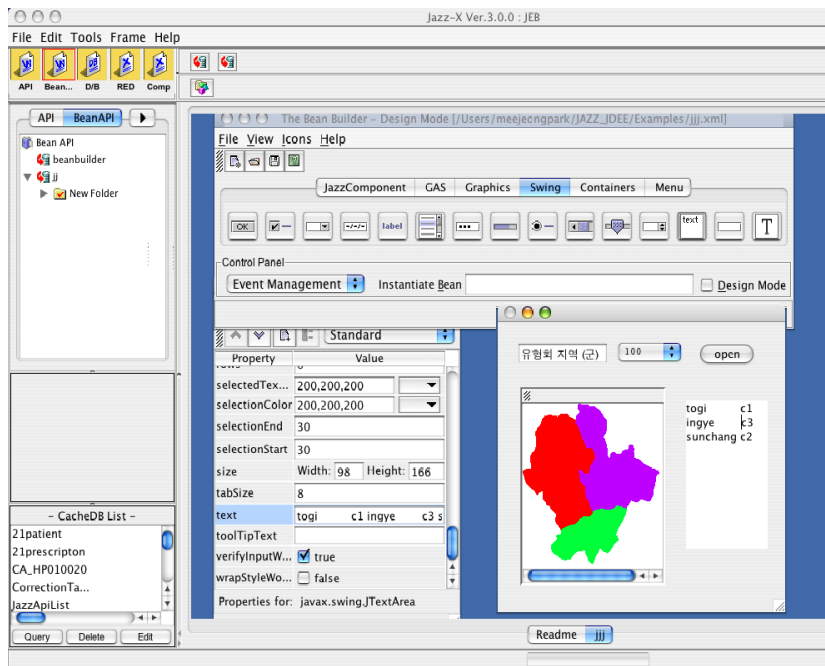 Jazz-X Ver.3.0.0 : JEB
File Edit Tools Frame Help
API Bean... D/B RED Comp
API BeanAPI
Bean API
beanbuilder
jj
New Folder
– CacheDB List –
21patient
21prescripton
CA_HP010020
CorrectionTa...
JazzApiList
Query Delete Edit
The Bean Builder – Design Mode [/Users/meejeongpark/JAZZ_JDEE/Examples/jjj.xml]
File View Icons Help
JazzComponent GAS Graphics Swing Containers Menu
OK -/-/- label text T
Control Panel
Event Management Instantiate Bean Design Mode
Standard
Property Value
selectedTex... 200,200,200
selectionColor 200,200,200
selectionEnd 30
selectionStart 30
size Width: 98 Height: 166
tabSize 8
text togi c1 ingye c3 s
toolTipText
verifyInputW... true
wrapStyleWo... false
Properties for: javax.swing.JTextArea
유형회 지역 (군) 100 open
togi c1
ingye c3
sunchang c2
Readme jjj